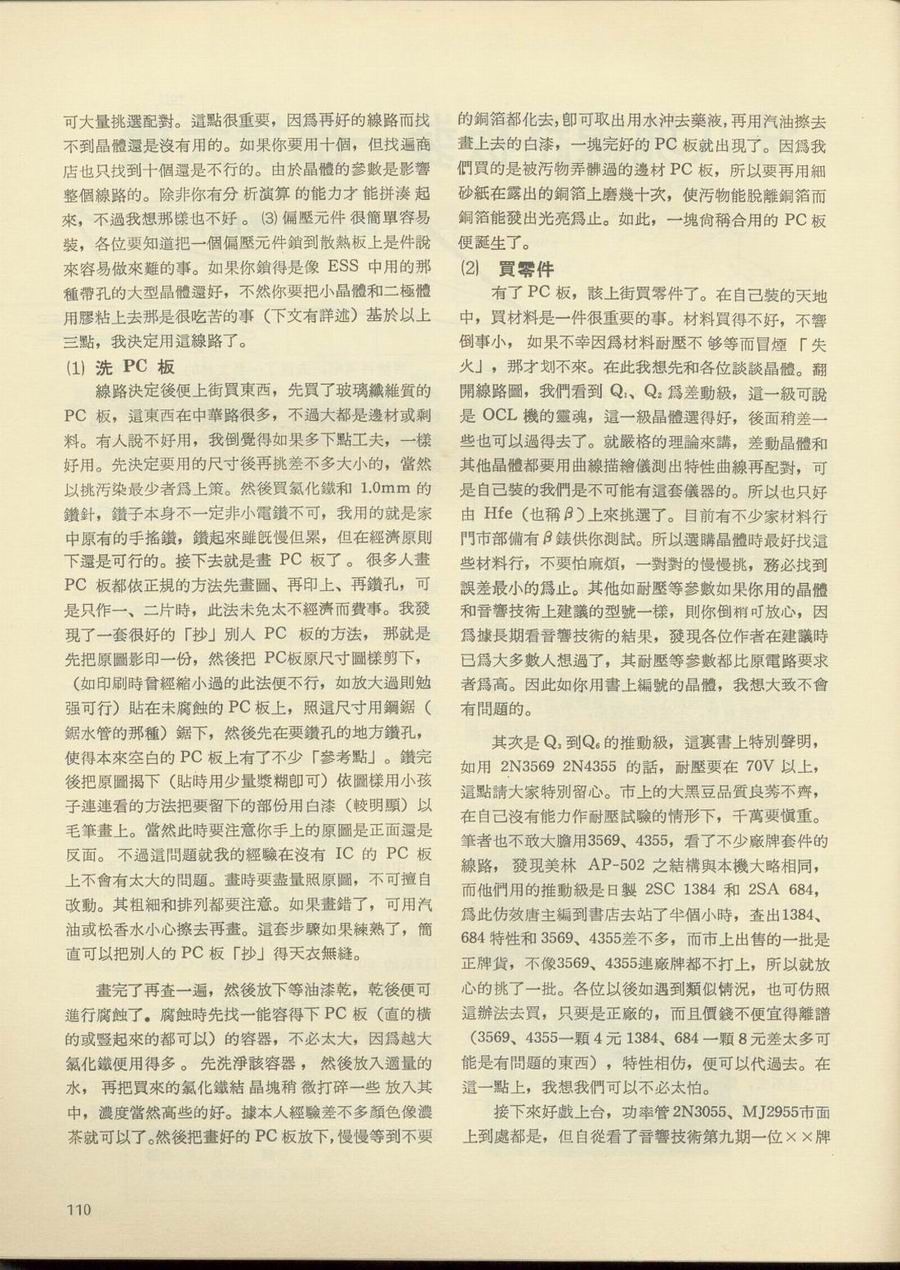 可大量挑選配對。這點很重要，因爲再好的線路而找
不到晶體還是沒有用的。如果你要用十個，但找遍商
店也只找到十個還是不行的。由於晶體的參數是影響
整個線路的。除非你有分析演算的能力才能拼湊起
來，不過我想那樣也不好。⑶偏壓元件很簡單容易
裝，各位要知道把一個偏壓元件鎖到散熱板上是件說
來容易做來難的事。如果你鎖得是像 ESS 中用的那
種帶孔的大型晶體還好，不然你要把小晶體和二極體
用膠粘上去那是很吃苦的事（下文有詳述）基於以上
三點，我決定用這線路了。
⑴ 洗 PC 板
線路決定後便上街買東西，先買了玻璃纖維質的
PC 板，這東西在中華路很多，不過大都是邊材或剩
料。有人說不好用，我倒覺得如果多下點工夫，一樣
好用。先決定要用的尺寸後再挑差不多大小的，當然
以挑污染最少者爲上策。然後買氯化鐵和 1.0mm 的
鑽針，鑽子本身不一定非小電鑽不可，我用的就是家
中原有的手搖鑽，鑽起來雖旣慢但累，但在經濟原則
下還是可行的。接下去就是畫 PC 板了。很多人畫
PC 板都依正規的方法先畫圖、再印上、再鑽孔，可
是只作一、二片時，此法未免太不經濟而費事。我發
現了一套很好的「抄」別人 PC 板的方法，那就是
先把原圖影印一份，然後把 PC板原尺寸圖樣剪下，
（如印刷時曾經縮小過的此法便不行，如放大過則勉
强可行）貼在未腐蝕的 PC 板上，照這尺寸用鋼鋸（
鋸水管的那種）鋸下，然後先在要鑽孔的地方鑽孔，
使得本來空白的 PC 板上有了不少「參考點」。鑽完
後把原圖揭下（貼時用少量漿糊卽可）依圖樣用小孩
子連連看的方法把要留下的部份用白漆（較明顯）以
毛筆畫上。當然此時要注意你手上的原圖是正面還是
反面。不過這問題就我的經驗在沒有 IC 的 PC 板
上不會有太大的問題。畫時要盡量照原圖，不可擅自
改動。其粗細和排列都要注意。如果畫錯了，可用汽
油或松香水小心擦去再畫。這套步驟如果練熟了，簡
直可以把別人的 PC 板「抄」得天衣無縫。
畫完了再查一遍，然後放下等油漆乾，乾後便可
進行腐蝕了。腐蝕時先找一能容得下 PC 板（直的橫
的或豎起來的都可以）的容器，不必太大，因爲越大
氯化鐵便用得多。先洗淨該容器，然後放入適量的
水，再把買來的氯化鐵結晶塊稍微打碎一些放入其
中，濃度當然高些的好。據本人經驗差不多顏色像濃
茶就可以了。然後把畫好的 PC 板放下，慢慢等到不要
的銅箔都化去，卽可取出用水沖去藥液，再用汽油擦去
畫上去的白漆，一塊完好的 PC 板就出現了。因爲我
們買的是被汚物弄髒過的邊材 PC 板，所以要再用細
砂紙在露出的銅箔上磨幾十次，使汚物能脫離銅箔而
銅箔能發出光亮爲止。如此，一塊尙稱合用的 PC 板
便誕生了。
⑵ 買零件
有了 PC 板，該上街買零件了。在自己裝的天地
中，買材料是一件很重要的事。材料買得不好，不響
倒事小，如果不幸因爲材料耐壓不夠等而冒煙「失
火」，那才划不來。在此我想先和各位談談晶體。翻
開線路圖，我們看到 Q₁、Q₂ 爲差動級，這一級可說
是 OCL 機的靈魂，這一級晶體選得好，後面稍差一
些也可以過得去了。就嚴格的理論來講，差動晶體和
其他晶體都要用曲線描繪儀測出特性曲線再配對，可
是自己裝的我們是不可能有這套儀器的。所以也只好
由 Hfe（也稱β）上來挑選了。目前有不少家材料行
門市部備有β錶供你測試。所以選購晶體時最好找這
些材料行，不要怕麻煩，一對對的慢慢挑，務必找到
誤差最小的爲止。其他如耐壓等參數如果你用的晶體
和音響技術上建議的型號一樣，則你倒稍可放心，因
爲據長期看音響技術的結果，發現各位作者在建議時
已爲大多數人想過了，其耐壓等參數都比原電路要求
者爲高。因此如你用書上編號的晶體，我想大致不會
有問題的。
其次是 Q₃ 到Q₆ 的推動級，這裏書上特別聲明，
如用 2N3569 2N4355 的話，耐壓要在 70V 以上，
這點請大家特別留心。市上的大黑豆品質良莠不齊，
在自己沒有能力作耐壓試驗的情形下，千萬要愼重。
筆者也不敢大膽用3569、4355，看了不少廠牌套件的
線路，發現美林 AP-502 之結構與本機大略相同，
而他們用的推動級是日製 2SC 1384 和 2SA 684，
爲此仿效唐主編到書店去站了半個小時，查出1384、
684 特性和 3569、4355差不多，而市上出售的一批是
正牌貨，不像3569、4355連廠牌都不打上，所以就放
心的挑了一批。各位以後如遇到類似情況，也可仿照
這辦法去買，只要是正廠的，而且價錢不便宜得離譜
（3569、4355一顆 4 元 1384、684 一顆 8 元差太多可
能是有問題的東西），特性相仿，便可以代過去。在
這一點上，我想我們可以不必太怕。
接下來好戲上台，功率管 2N3055、MJ2955市面
上到處都是，但自從看了音響技術第九期一位××牌
110